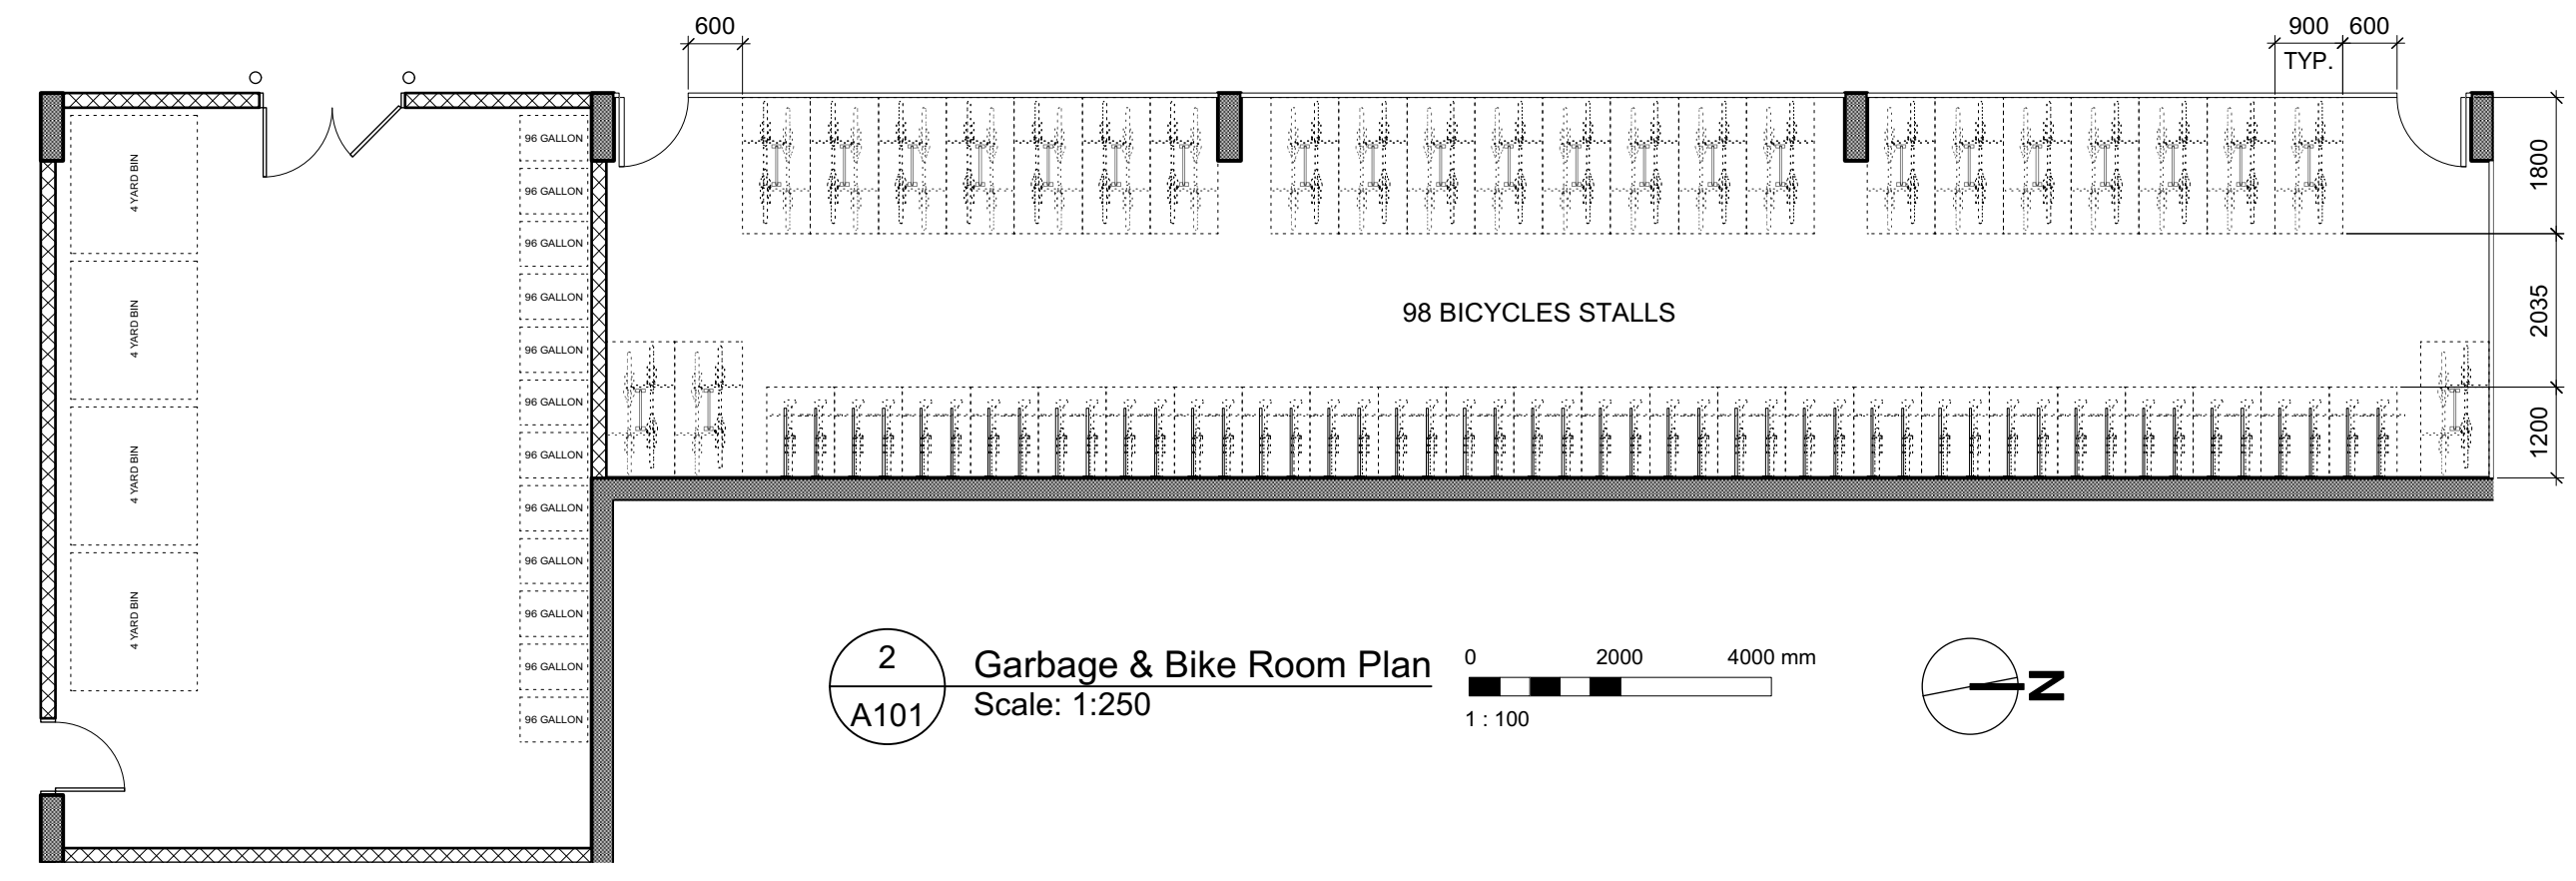 600
900 600
TYP.
1800
2035
1200
4 YARD BIN
4 YARD BIN
4 YARD BIN
4 YARD BIN
96 GALLON
96 GALLON
96 GALLON
96 GALLON
96 GALLON
96 GALLON
96 GALLON
96 GALLON
96 GALLON
96 GALLON
96 GALLON
96 GALLON
98 BICYCLES STALLS
2
A101
Garbage & Bike Room Plan
Scale: 1:250
0 2000 4000 mm
1 : 100
N